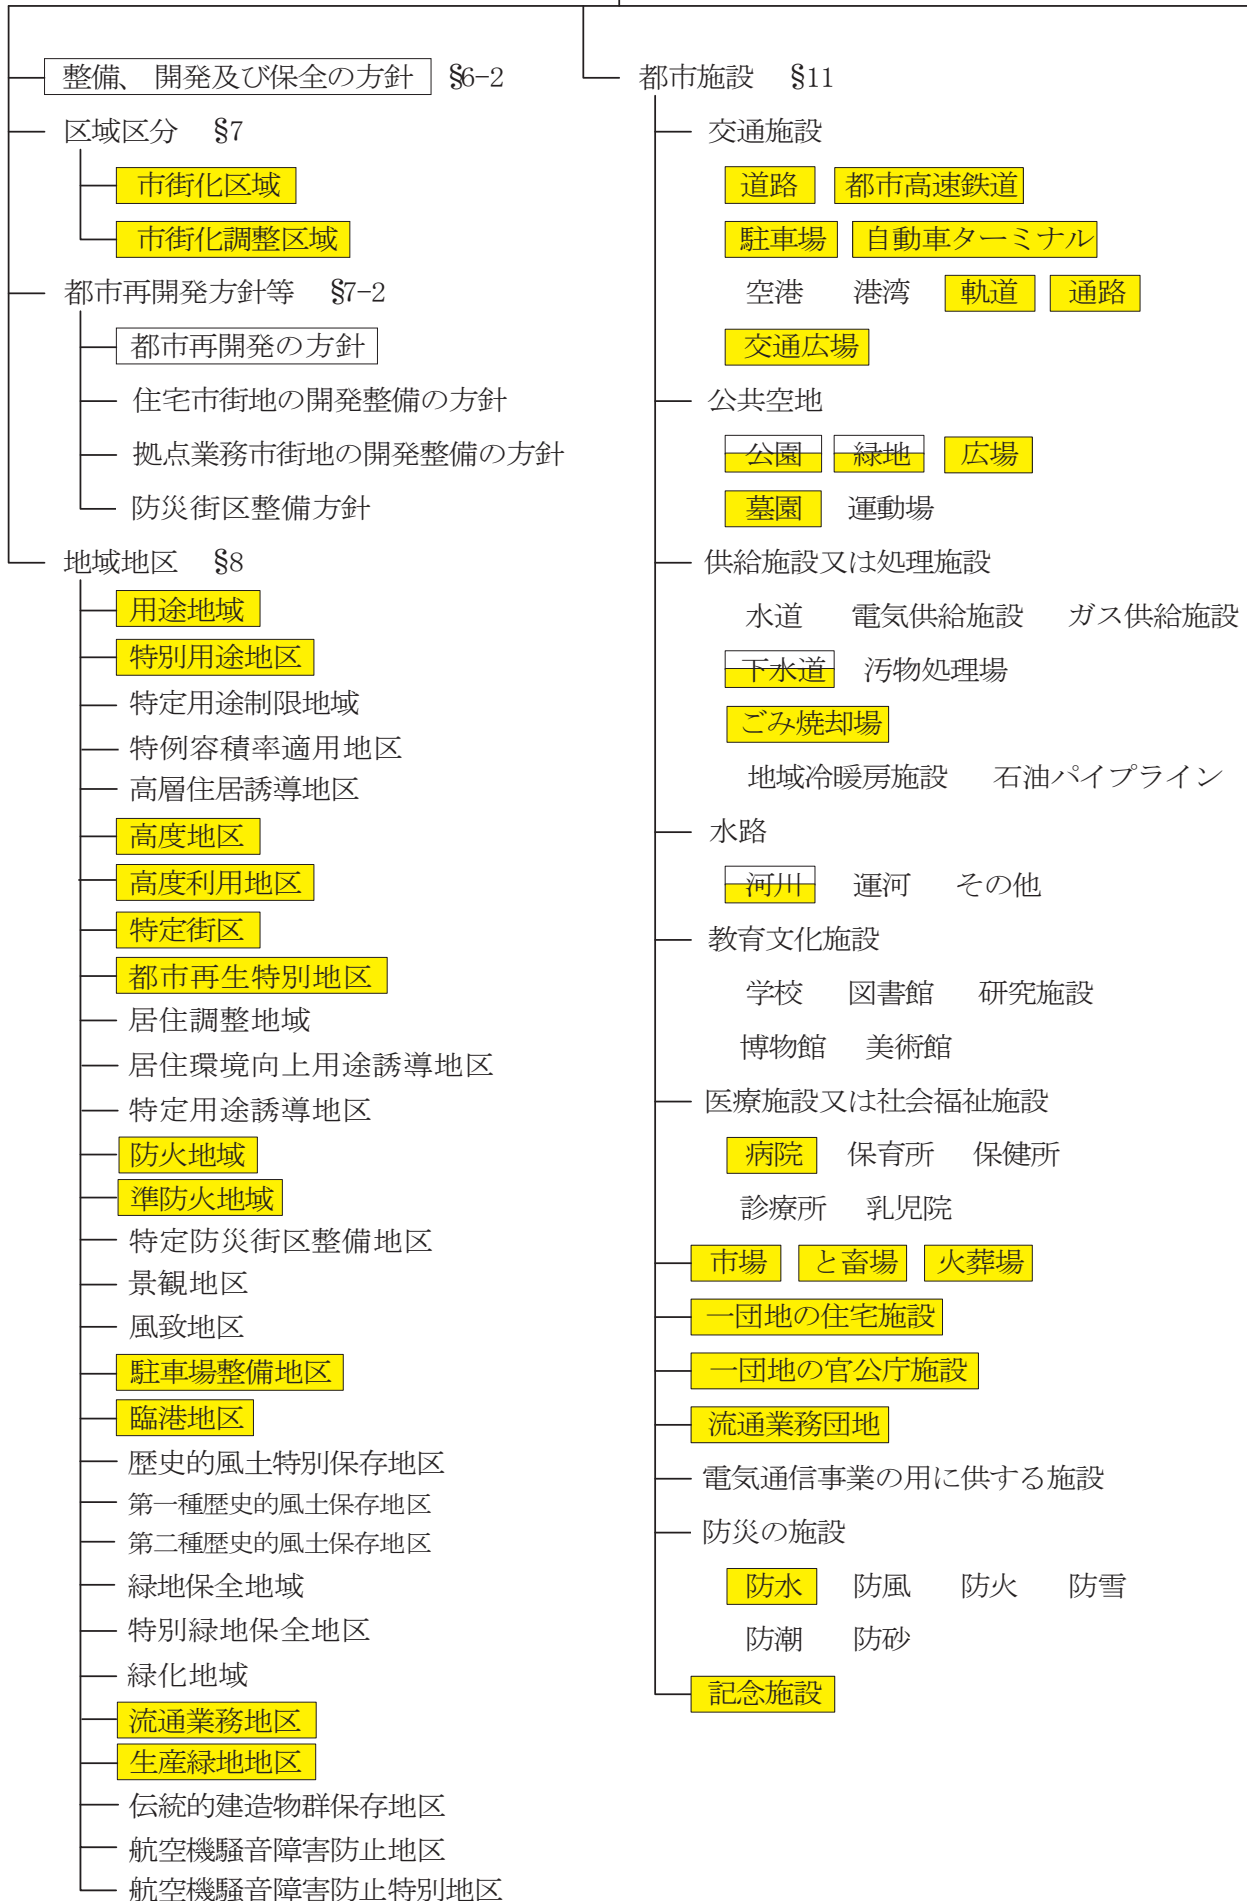 整備、開発及び保全の方針 §6-2
区域区分 §7
市街化区域
市街化調整区域
都市再開発方針等 §7-2
都市再開発の方針
住宅市街地の開発整備の方針
拠点業務市街地の開発整備の方針
防災街区整備方針
地域地区 §8
用途地域
特別用途地区
特定用途制限地域
特例容積率適用地区
高層住居誘導地区
高度地区
高度利用地区
特定街区
都市再生特別地区
居住調整地域
居住環境向上用途誘導地区
特定用途誘導地区
防火地域
準防火地域
特定防災街区整備地区
景観地区
風致地区
駐車場整備地区
臨港地区
歴史的風土特別保存地区
第一種歴史的風土保存地区
第二種歴史的風土保存地区
緑地保全地域
特別緑地保全地区
緑化地域
流通業務地区
生産緑地地区
伝統的建造物群保存地区
航空機騒音障害防止地区
航空機騒音障害防止特別地区
都市施設 §11
交通施設
道路 都市高速鉄道
駐車場 自動車ターミナル
空港 港湾 軌道 通路
交通広場
公共空地
公園 緑地 広場
墓園 運動場
供給施設又は処理施設
水道 電気供給施設 ガス供給施設
下水道 汚物処理場
ごみ焼却場
地域冷暖房施設 石油パイプライン
水路
河川 運河 その他
教育文化施設
学校 図書館 研究施設
博物館 美術館
医療施設又は社会福祉施設
病院 保育所 保健所
診療所 乳児院
市場 と畜場 火葬場
一団地の住宅施設
一団地の官公庁施設
流通業務団地
電気通信事業の用に供する施設
防災の施設
防水 防風 防火 防雪
防潮 防砂
記念施設